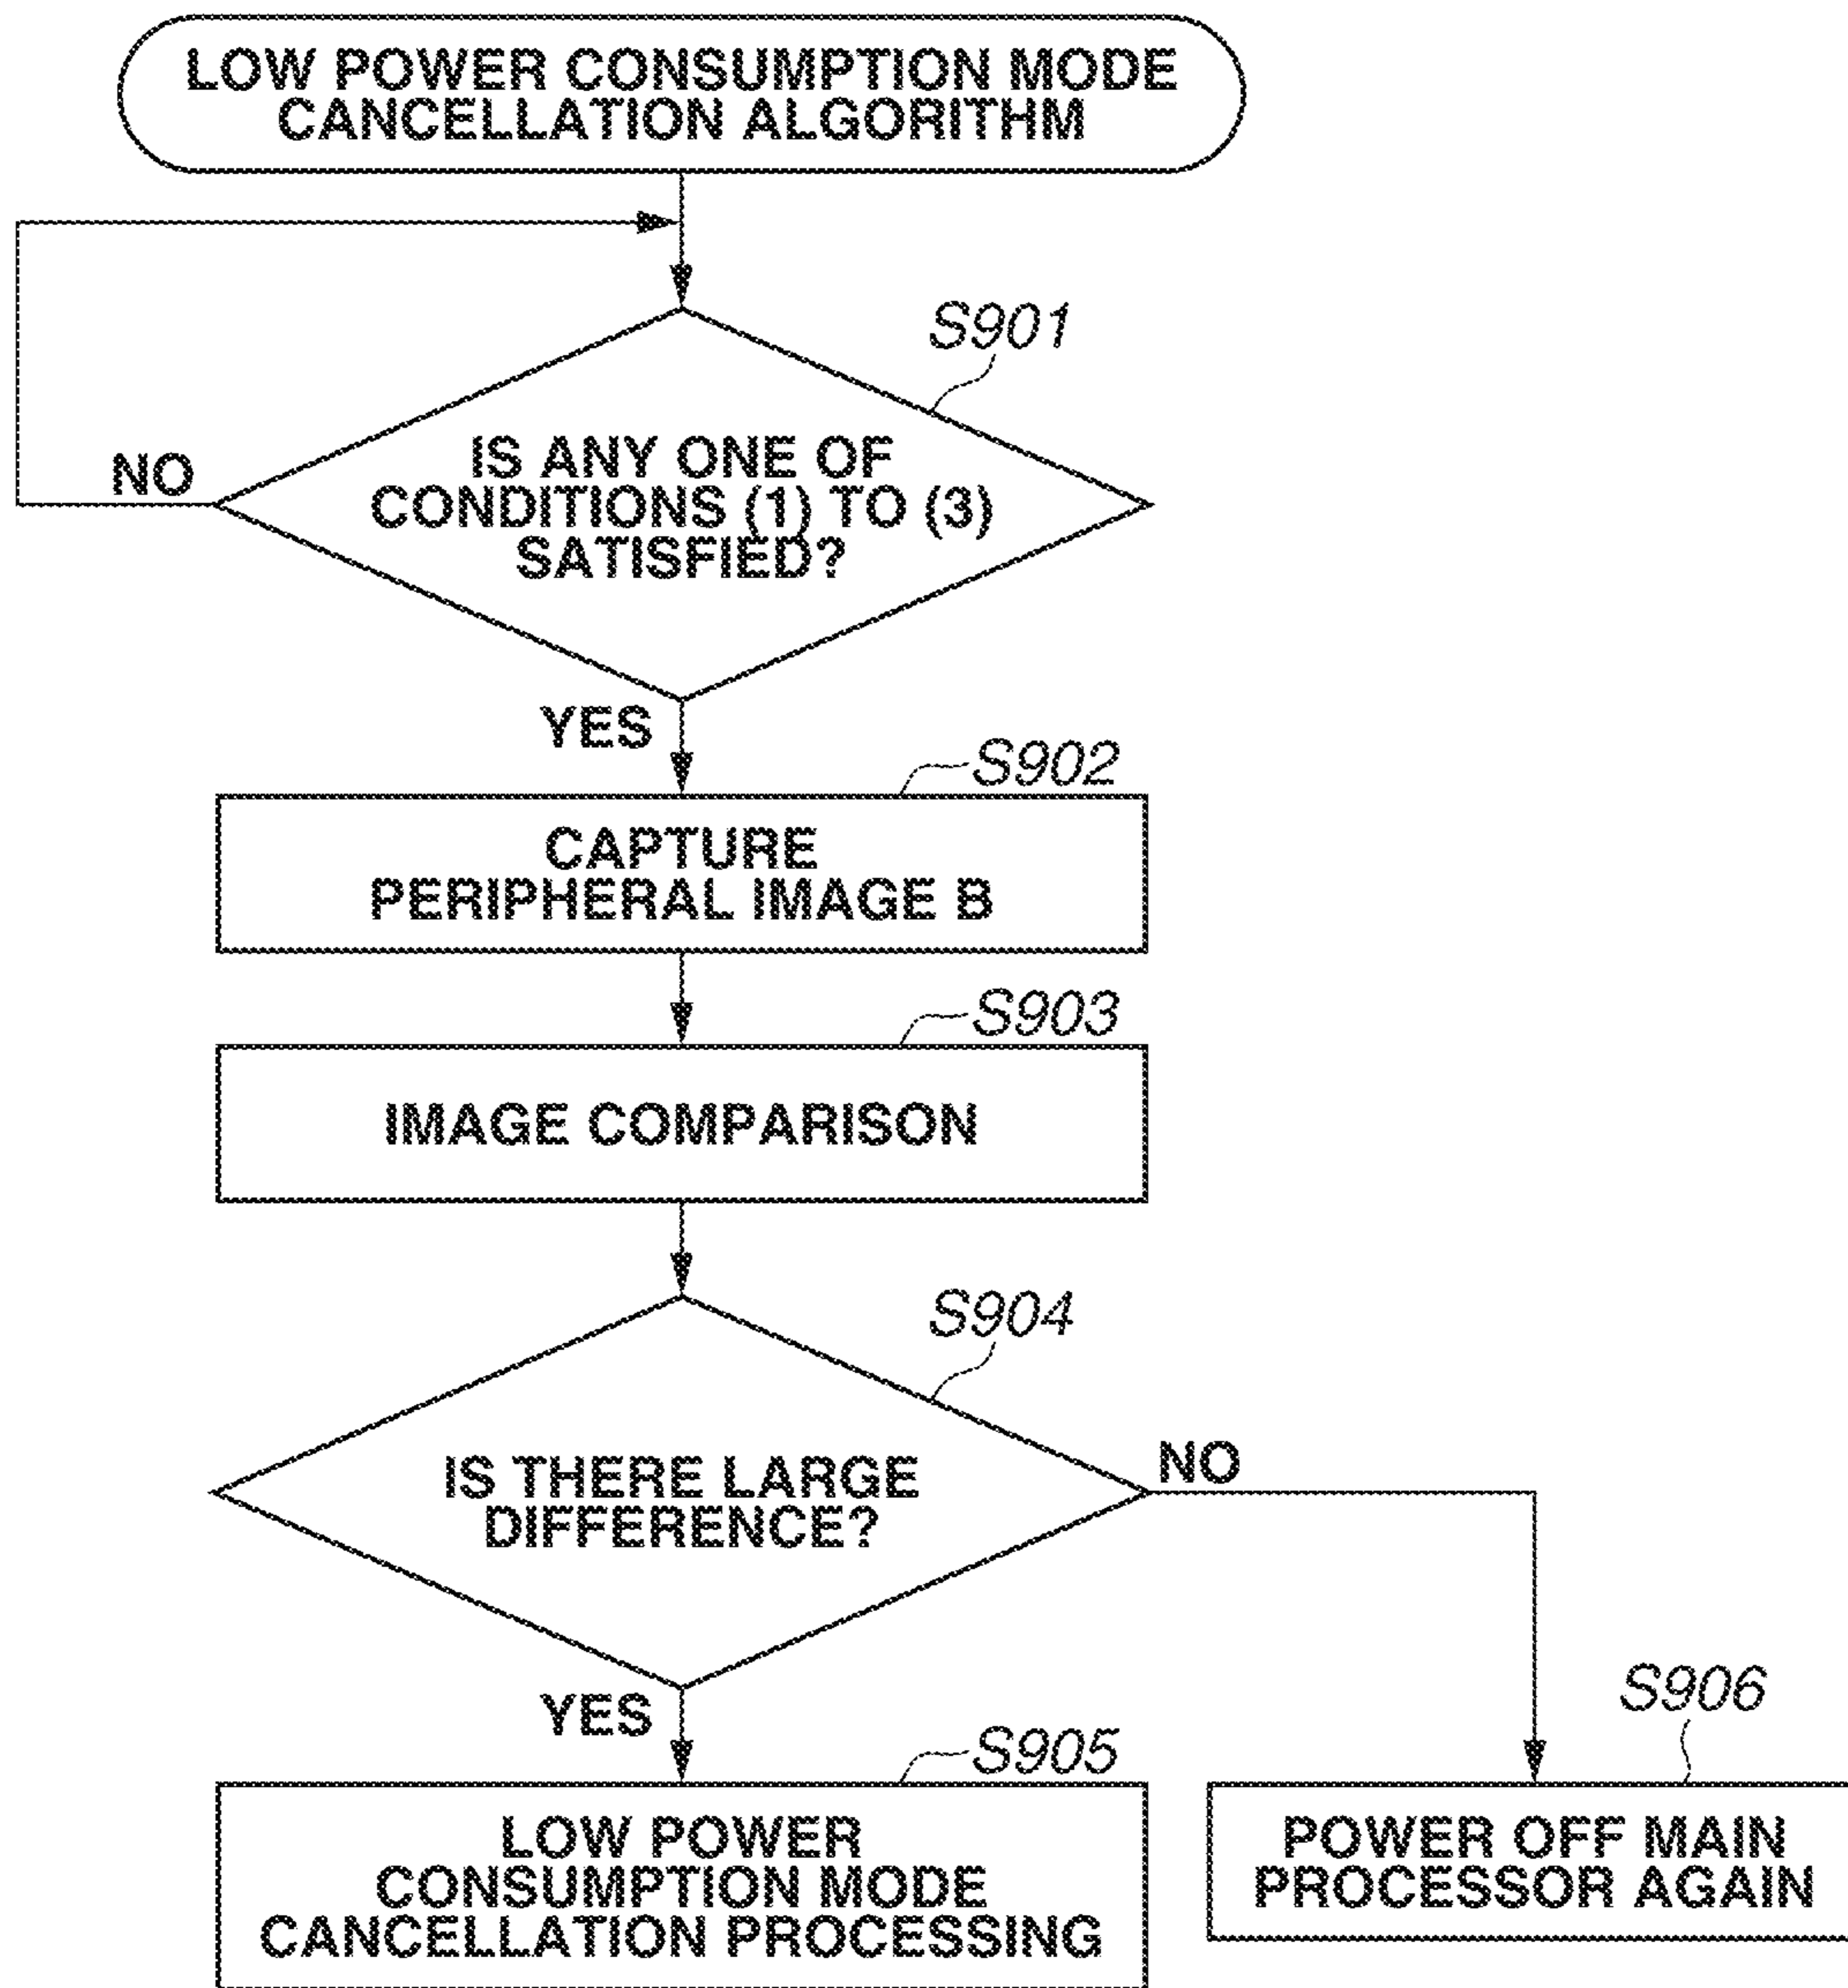 LOW POWER CONSUMPTION MODE
CANCELLATION ALGORITHM
S901
NO
IS ANY ONE OF
CONDITIONS (1) TO (3)
SATISFIED?
YES
S902
CAPTURE
PERIPHERAL IMAGE B
S903
IMAGE COMPARISON
S904
NO
IS THERE LARGE
DIFFERENCE?
YES
S905
LOW POWER
CONSUMPTION MODE
CANCELLATION PROCESSING
S906
POWER OFF MAIN
PROCESSOR AGAIN